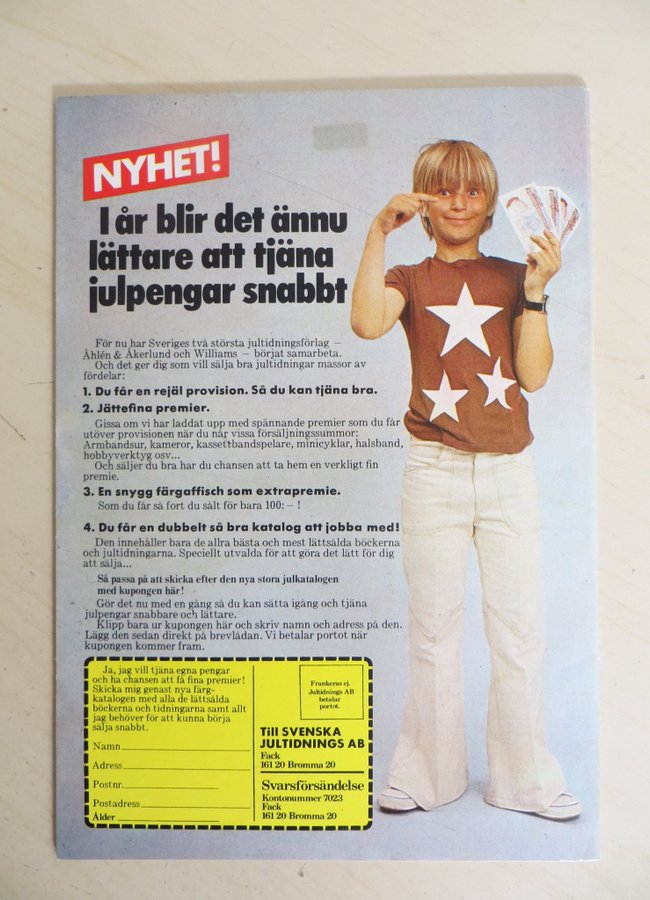 NYHET!
I år blir det ännu
lättare att tjäna
julpengar snabbt
För nu har Sveriges två största jultidningsförlag –
Åhlén & Åkerlund och Williams – börjat samarbeta.
Och det ger dig som vill sälja bra jultidningar massor av
fördelar:
1. Du får en rejäl provision. Så du kan tjäna bra.
2. Jättefina premier.
Gissa om vi har laddat upp med spännande premier som du får
utöver provisionen du når vissa försäljningssummor:
Armbandsur, kameror, kassettbandspelare, minicyklar, halsband,
hobbyverktyg osv...
Och säljer du bra har du chansen att ta hem en verkligt fin
premie.
3. En snygg färgaffisch som extrapremie.
Som du får så fort du sålt för bara 100:– !
4. Du får en dubbelt så bra katalog att jobba med!
Den innehåller bara de allra bästa och mest lättsålda böckerna
och jultidningarna. Speciellt utvalda för att göra det lätt för dig
att sälja...
Så passa på att skicka efter den nya stora julkatalogen
med kupongen här!
Gör det nu med en gång så du kan sätta igång och tjäna
julpengar snabbare och lättare.
Klipp bara ur kupongen här och skriv namn och adress på den.
Lägg den sedan direkt på brevlådan. Vi betalar portot när
kupongen kommer fram.
Ja, jag vill tjäna egna pengar
och ha chansen att få fina premier!
Skicka mig genast nya färg-
katalogen med alla de lättsålda
böckerna och tidningarna samt allt
jag behöver för att kunna börja
sälja snabbt.
Namn
Adress
Postnr.
Postadress
Ålder
Frankeras ej.
Jultidnings AB
betalar
portot.
Till SVENSKA
JULTIDNINGS AB
Fack
161 20 Bromma 20
Svarsförsändelse
Kontonummer 7023
Fack
161 20 Bromma 20